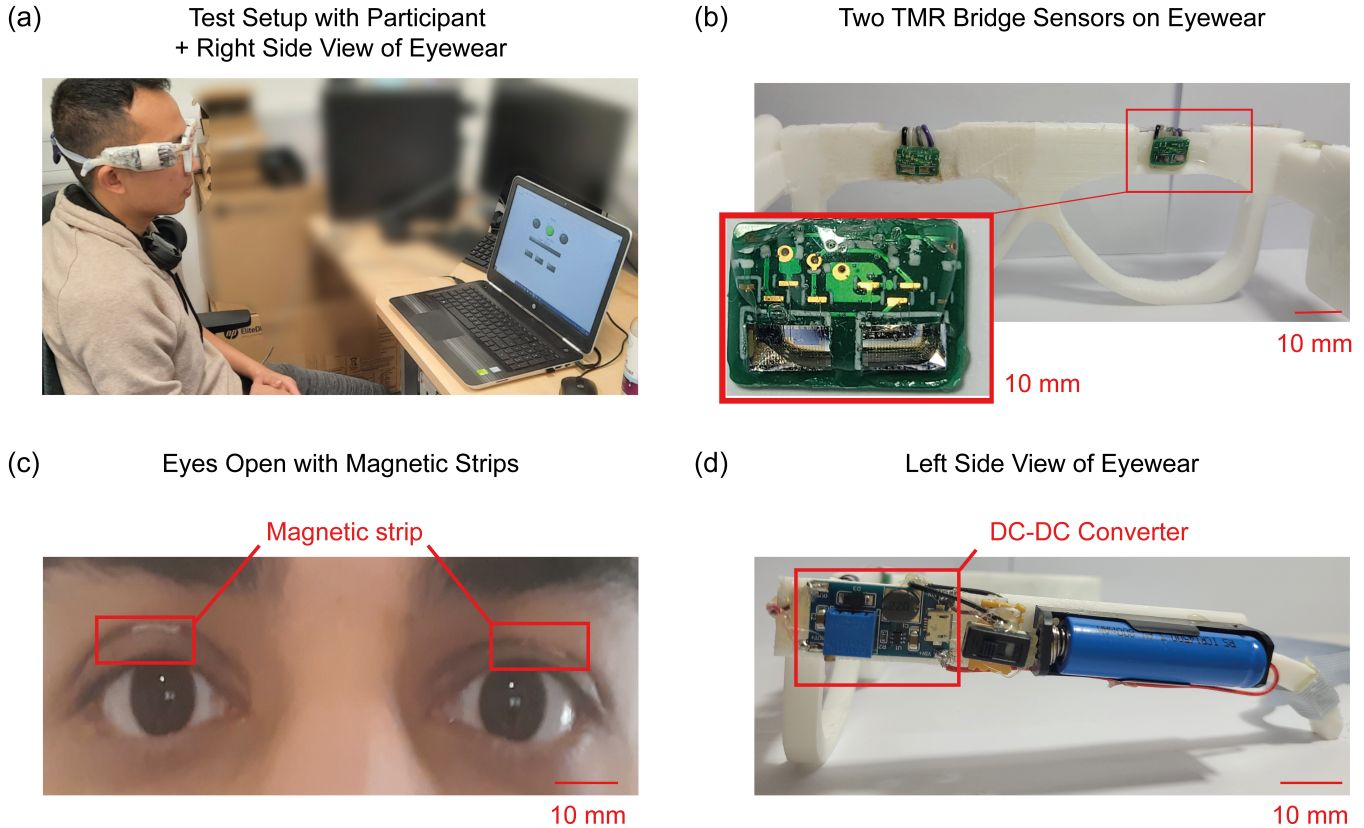 (a)
Test Setup with Participant
+ Right Side View of Eyewear
hp
EliteDi
(b)
Two TMR Bridge Sensors on Eyewear
10 mm
10 mm
(c)
Eyes Open with Magnetic Strips
Magnetic strip
10 mm
(d)
Left Side View of Eyewear
DC-DC Converter
10 mm